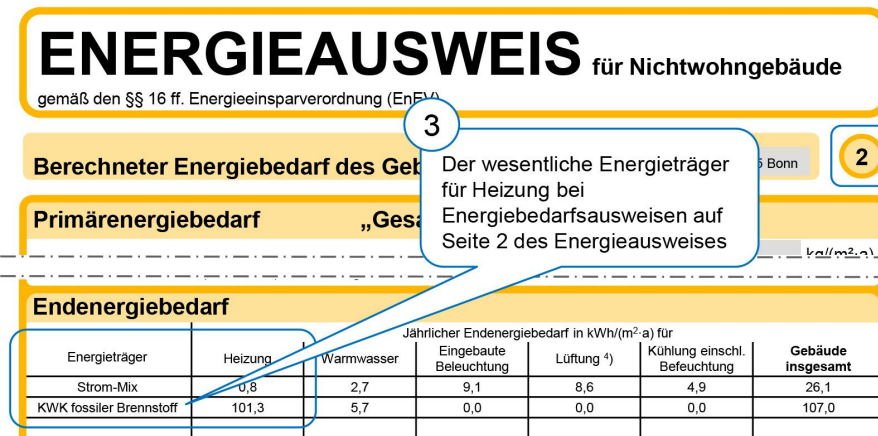 ENERGIEAUSWEIS für Nichtwohngebäude
gemäß den §§ 16 ff. Energieeinsparverordnung
3
Berechneter Energiebedarf des
Bonn
2
Der wesentliche Energieträger
für Heizung bei
Energiebedarfsausweisen auf
Seite 2 des Energieausweises
Primärenergiebedarf
Endenergiebedarf
Jährlicher Endenergiebedarf in kWh/(m²·a) für
Energieträger Heizung Warmwasser Eingebaute Beleuchtung Lüftung ⁴) Kühlung einschl. Befeuchtung Gebäude insgesamt
Strom-Mix 0,8 2,7 9,1 8,6 4,9 26,1
KWK fossiler Brennstoff 101,3 5,7 0,0 0,0 0,0 107,0